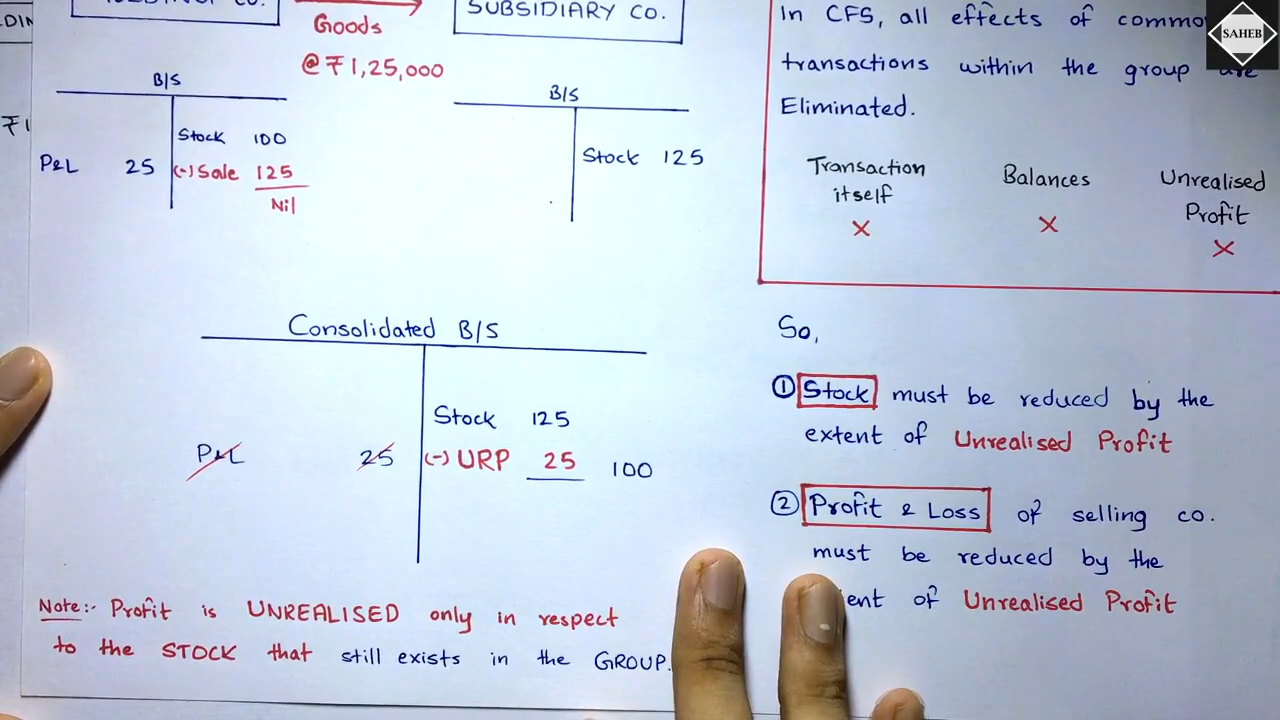 CO.
SUBSIDIARY CO.
Goods
@ ₹1,25,000
B/S
Stock 100
P&L 25 (-) Sale 125
Nil
B/S
Stock 125
In CFS, all effects of
transactions within the group are
Eliminated.
Transaction
itself
×
Balances
×
Unrealised
Profit
×
SAHEB
Consolidated B/S
Stock 125
P&L 25 (-) URP 25 100
So,
① Stock must be reduced by the
extent of Unrealised Profit
② Profit & Loss of selling co.
must be reduced by the
of Unrealised Profit
Note:- Profit is UNREALISED only in respect
to the STOCK that still exists in the GROUP.